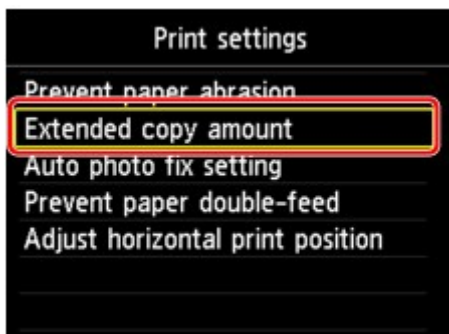 Print settings
Prevent paper abrasion
Extended copy amount
Auto photo fix setting
Prevent paper double-feed
Adjust horizontal print position